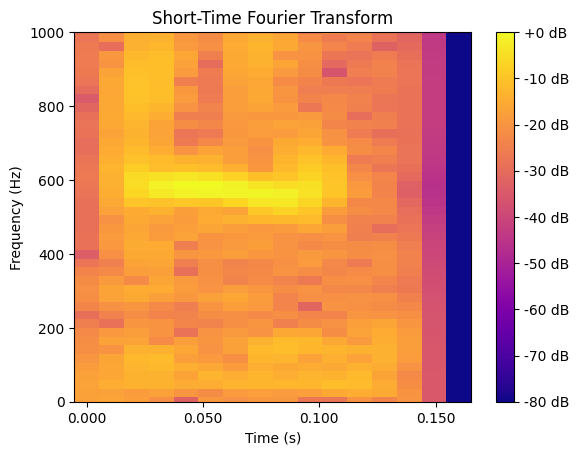 Short-Time Fourier Transform
Frequency (Hz)
1000
800
600
400
200
0
0.000
0.050
0.100
0.150
Time (s)
+0 dB
-10 dB
-20 dB
-30 dB
-40 dB
-50 dB
-60 dB
-70 dB
-80 dB